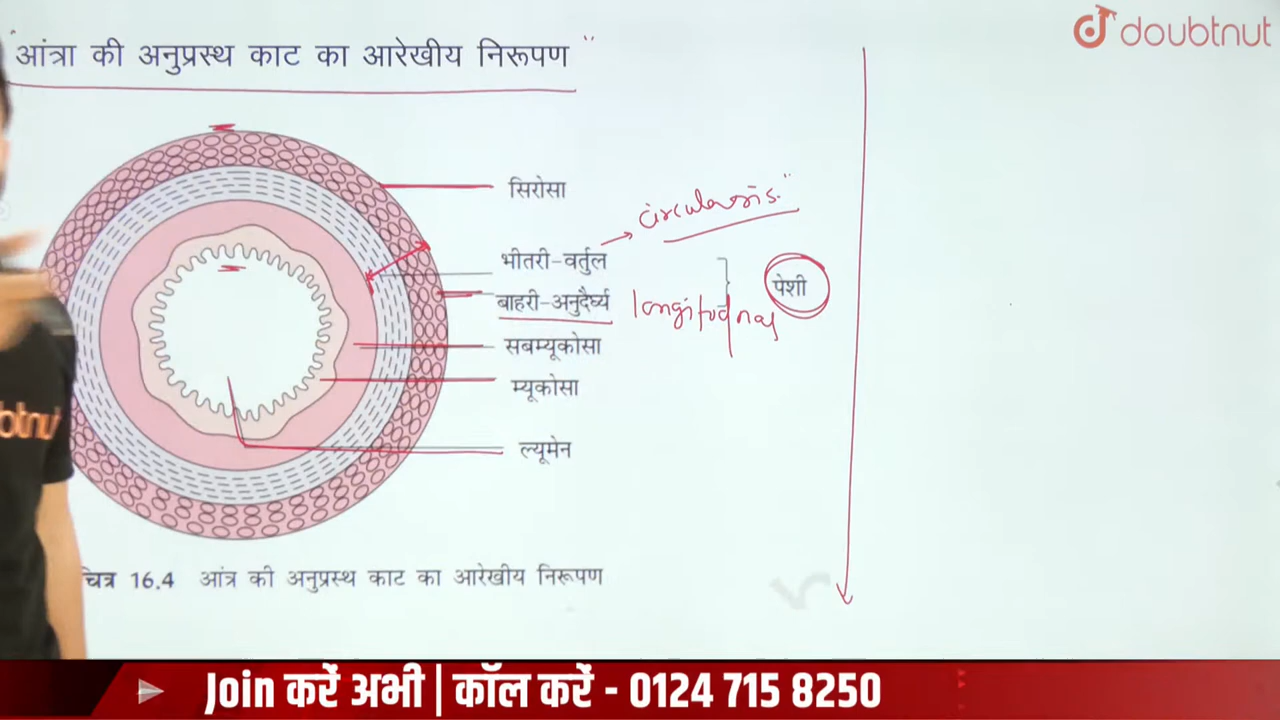 doubtnut
"आंत्रा की अनुप्रस्थ काट का आरेखीय निरूपण"
सिरोसा
circularis"
भीतरी-वर्तुल
पेशी
बाहरी-अनुदैर्घ्य
longitudnal
सबम्यूकोसा
म्यूकोसा
ल्यूमेन
चित्र 16.4 आंत्र की अनुप्रस्थ काट का आरेखीय निरूपण
Join करें अभी | कॉल करें - 0124 715 8250